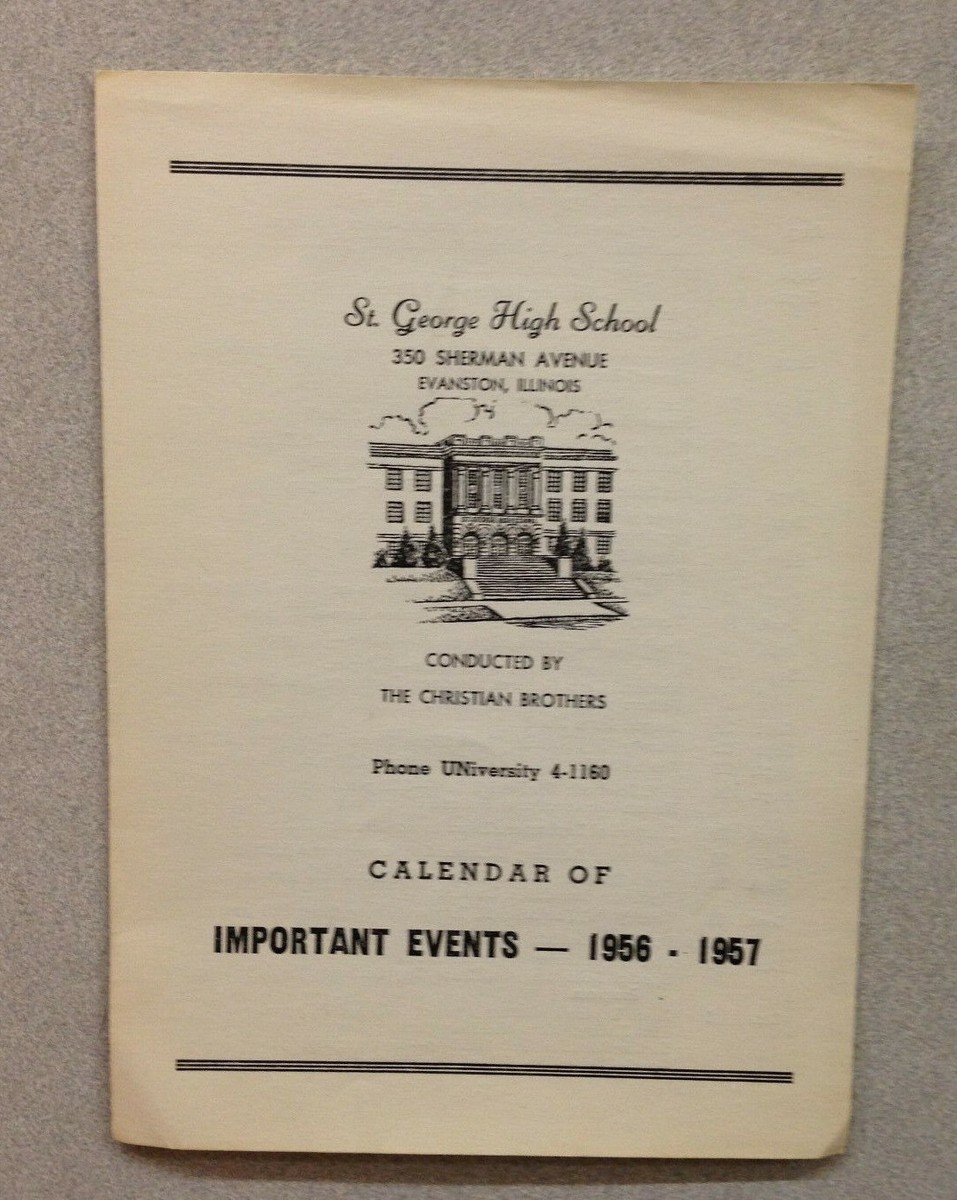 St. George High School
350 SHERMAN AVENUE
EVANSTON, ILLINOIS
CONDUCTED BY
THE CHRISTIAN BROTHERS
Phone UNiversity 4-1160
CALENDAR OF
IMPORTANT EVENTS — 1956 - 1957